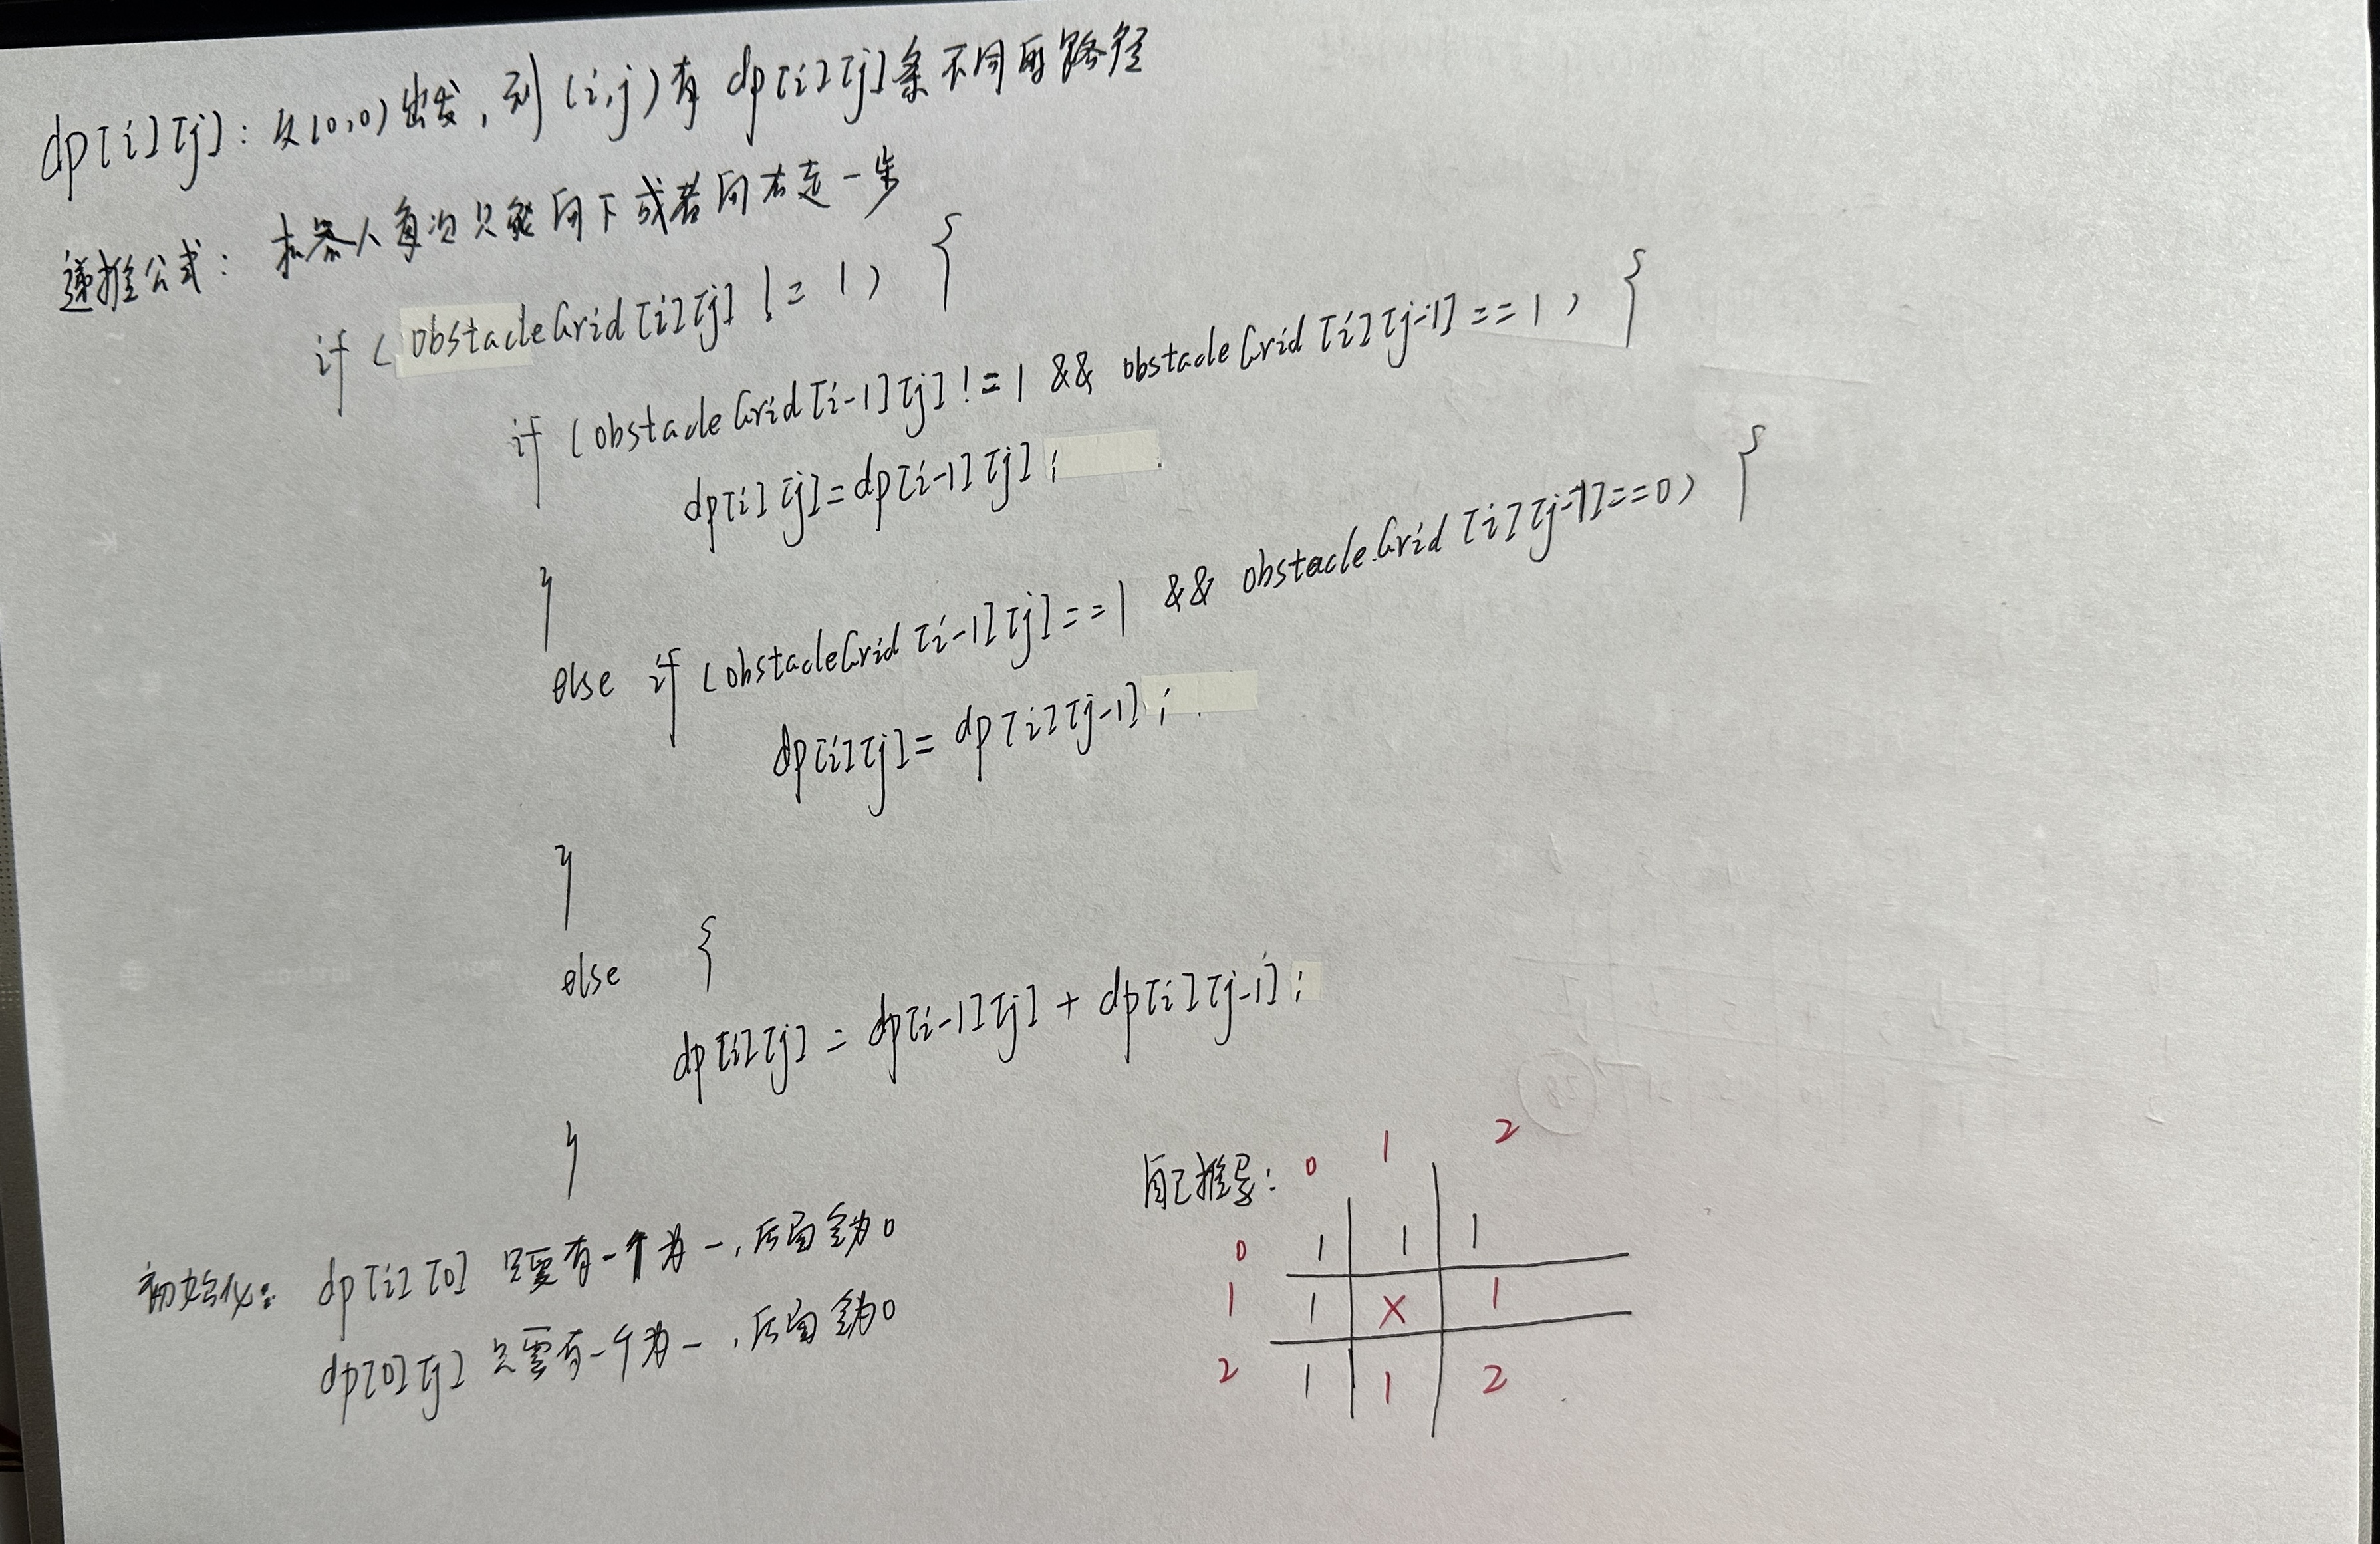 dp[i][j]: 从(0,0)出发,到(i,j)有dp[i][j]条不同的路径
递推公式: 机器人每次只能向下或者向右走一步
if (obstacleGrid[i][j] != 1) {
if (obstacleGrid[i-1][j] != 1 && obstacleGrid[i][j-1] == 1) {
dp[i][j]=dp[i-1][j];
}
else if (obstacleGrid[i-1][j]==1 && obstacleGrid[i][j-1]==0) {
dp[i][j]= dp[i][j-1];
}
else {
dp[i][j] = dp[i-1][j] + dp[i][j-1];
}
初始化: dp[i][0] 只要有一个为一,后面全为0
dp[0][j] 只要有一个为一,后面全为0
自己推导: 0 1 2
0 1 1 1
1 1 X 1
2 1 1 2